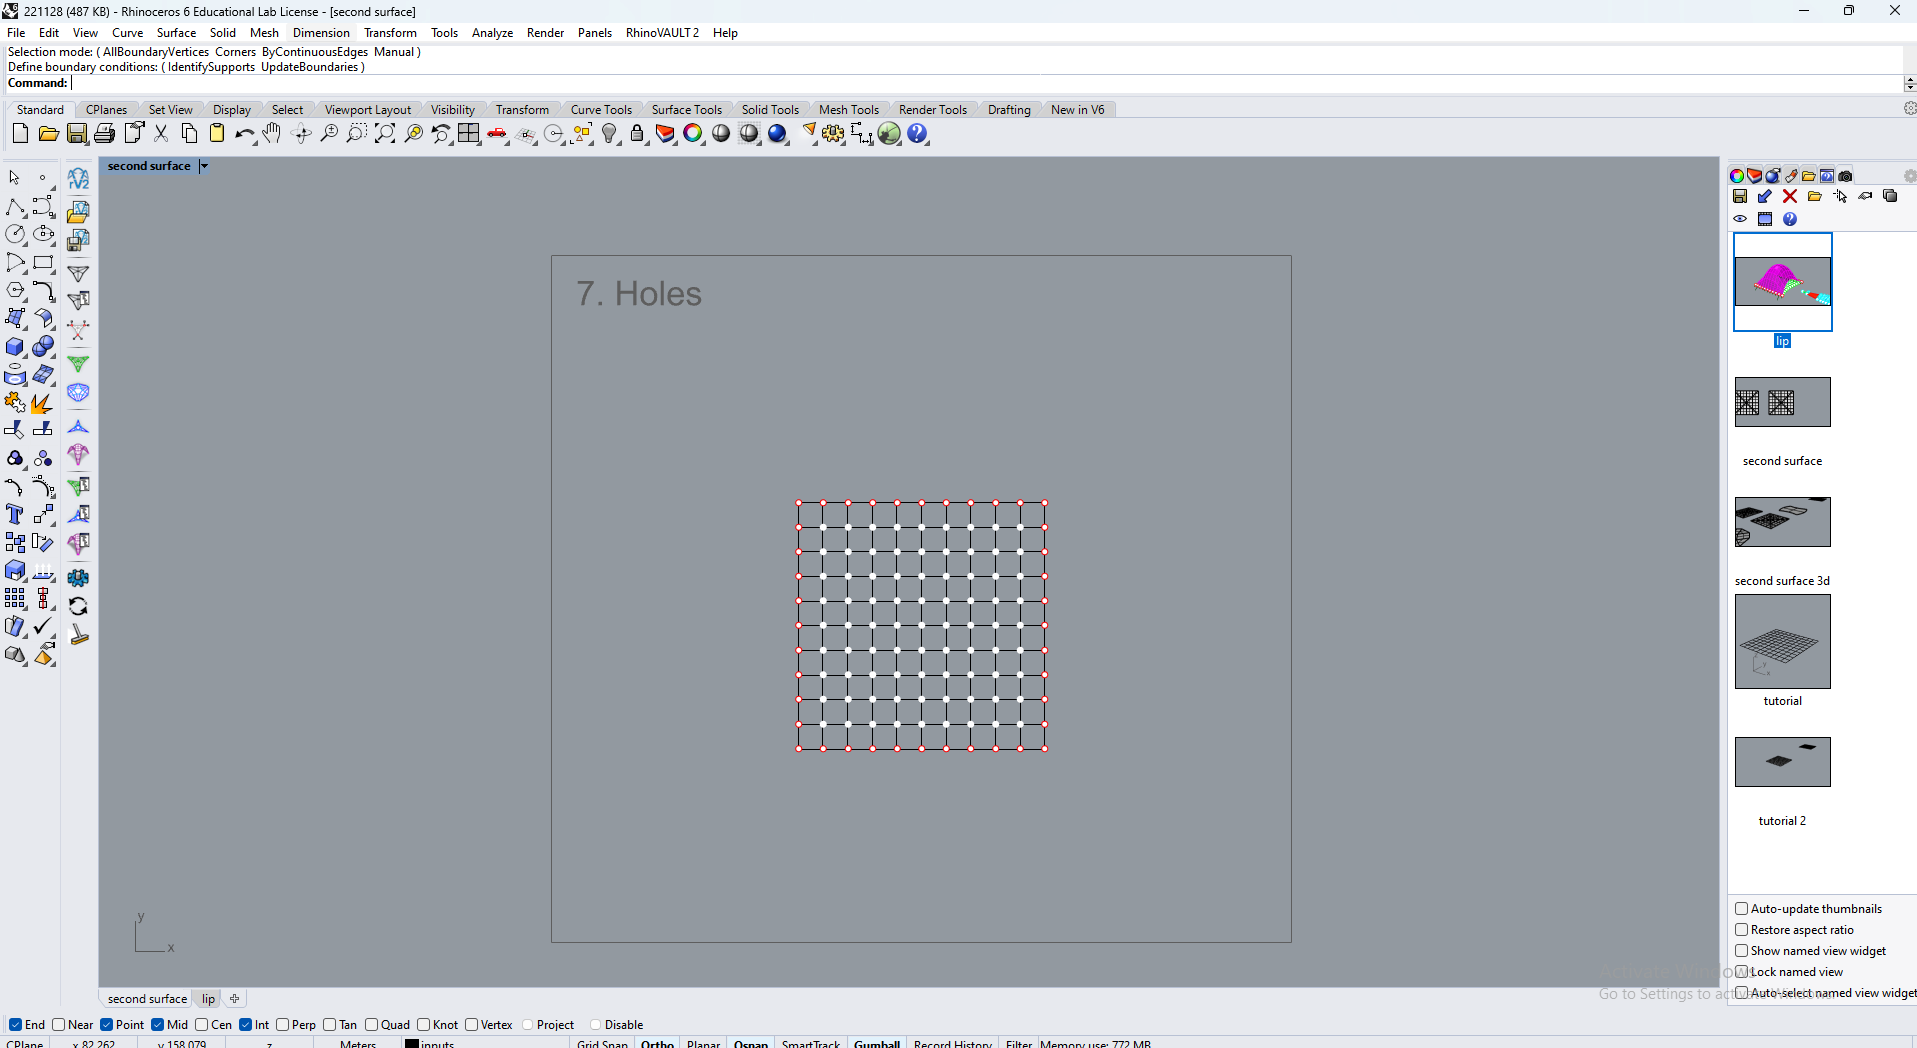 221128 (487 KB) - Rhinoceros 6 Educational Lab License - [second surface]
File Edit View Curve Surface Solid Mesh Dimension Transform Tools Analyze Render Panels RhinoVAULT2 Help
Selection mode: ( AllBoundaryVertices Corners ByContinuousEdges Manual )
Define boundary conditions: ( IdentifySupports UpdateBoundaries )
Command:
Standard CPlanes Set View Display Select Viewport Layout Visibility Transform Curve Tools Surface Tools Solid Tools Mesh Tools Render Tools Drafting New in V6
second surface
rV2
7. Holes
lip
second surface
second surface 3d
tutorial
tutorial 2
y
x
Auto-update thumbnails
Restore aspect ratio
Show named view widget
Lock named view
Auto-select named view widget
Activate Windows
Go to Settings to activate Windows.
second surface lip
End Near Point Mid Cen Int Perp Tan Quad Knot Vertex Project Disable
CPlane x 82.262 y 158.079 z Meters inputs Grid Snap Ortho Planar Osnap SmartTrack Gumball Record History Filter Memory use: 772 MB